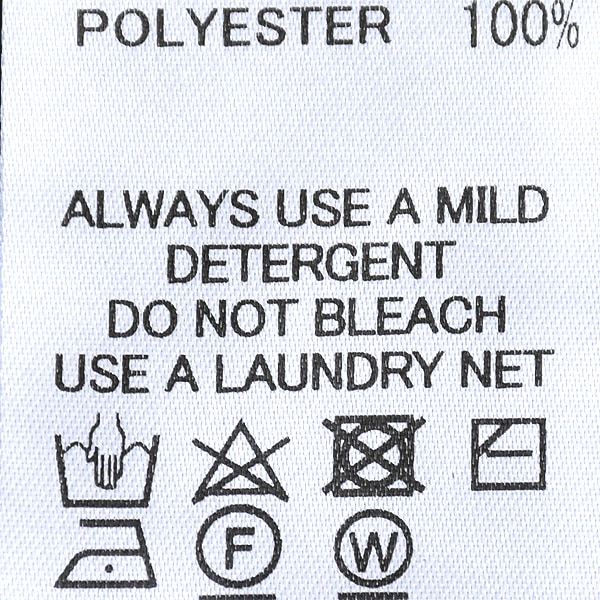 POLYESTER 100%
ALWAYS USE A MILD
DETERGENT
DO NOT BLEACH
USE A LAUNDRY NET
F W